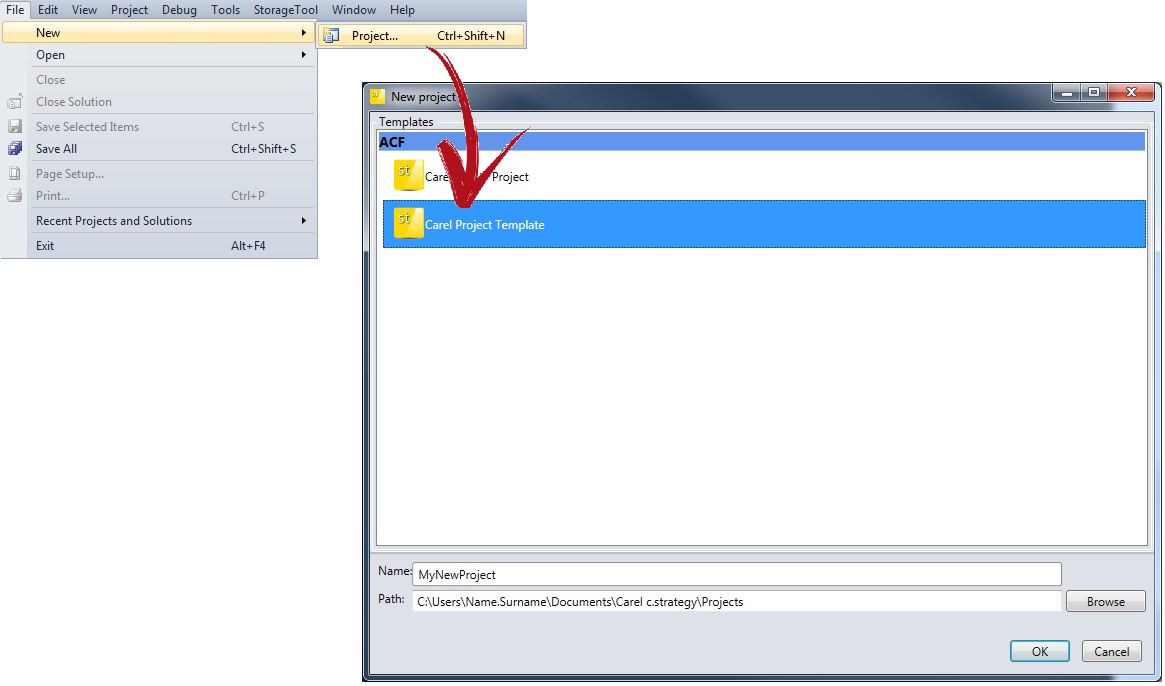 File Edit View Project Debug Tools StorageTool Window Help
New
Project... Ctrl+Shift+N
Open
Close
Close Solution
Save Selected Items Ctrl+S
Save All Ctrl+Shift+S
Page Setup...
Print... Ctrl+P
Recent Projects and Solutions
Exit Alt+F4
st New project
Templates
ACF
st Carel Project
st Carel Project Template
Name: MyNewProject
Path: C:\Users\Name.Surname\Documents\Carel c.strategy\Projects
Browse
OK Cancel